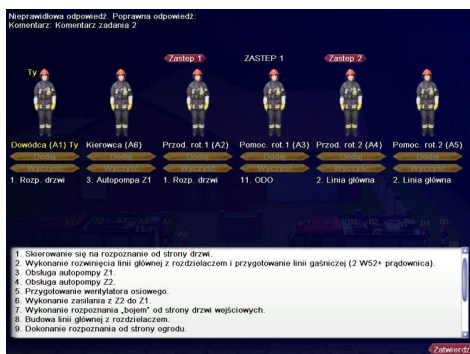 Nieprawidłowa odpowiedź. Poprawna odpowiedź:
Komentarz: Komentarz zadania 2
Zastep 1 ZASTEP 1 Zastep 2
Ty
Dowódca (A1) Ty Kierowca (A6) Przod. rot.1 (A2) Pomoc. rot.1 (A3) Przod. rot.2 (A4) Pomoc. rot.2 (A5)
Dodaj Dodaj Dodaj Dodaj Dodaj Dodaj
Wyczyść Wyczyść Wyczyść Wyczyść Wyczyść Wyczyść
1. Rozp. drzwi 3. Autopompa Z1 1. Rozp. drzwi 11. ODO 2. Linia główna 2. Linia główna
1. Skierowanie się na rozpoznanie od strony drzwi.
2. Wykonanie rozwinięcia linii głównej z rozdzielaczem i przygotowanie linii gaśniczej (2 W52+ prądownica).
3. Obsługa autopompy Z1.
4. Obsługa autopompy Z2.
5. Przygotowanie wentylatora osiowego.
6. Wykonanie zasilania z Z2 do Z1.
7. Wykonanie rozpoznania „bojem” od strony drzwi wejściowych.
8. Budowa linii głównej z rozdzielaczem.
9. Dokonanie rozpoznania od strony ogrodu.
Zatwierdź